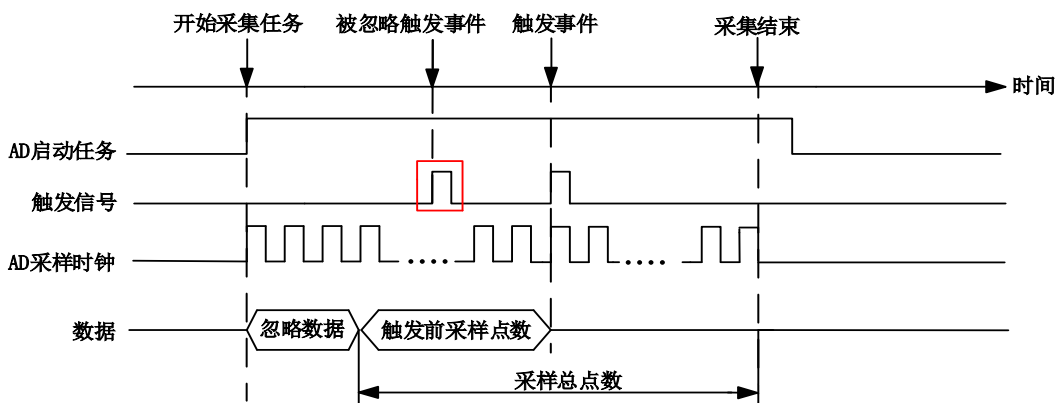 开始采集任务
被忽略触发事件
触发事件
采集结束
时间
AD启动任务
触发信号
AD采样时钟
数据
忽略数据
触发前采样点数
采样总点数